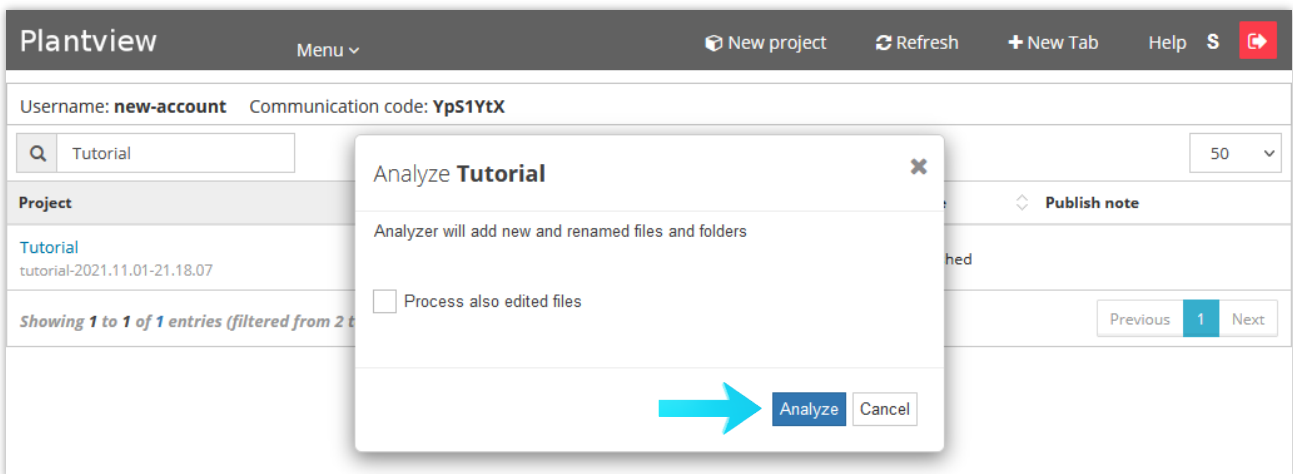 Plantview Menu New project Refresh New Tab Help S
Username: new-account Communication code: YpS1YtX
Tutorial 50
Analyze Tutorial
Project Publish note
Analyzer will add new and renamed files and folders
Tutorial
tutorial-2021.11.01-21.18.07
Process also edited files
Showing 1 to 1 of 1 entries (filtered from 2 Previous 1 Next
Analyze Cancel